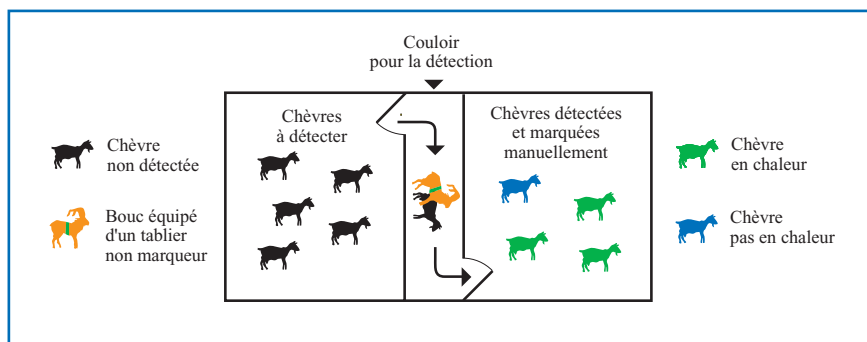 Couloir
pour la détection
Chèvres
à détecter
Chèvres détectées
et marquées
manuellement
Chèvre
non détectée
Bouc équipé
d'un tablier
non marqueur
Chèvre
en chaleur
Chèvre
pas en chaleur